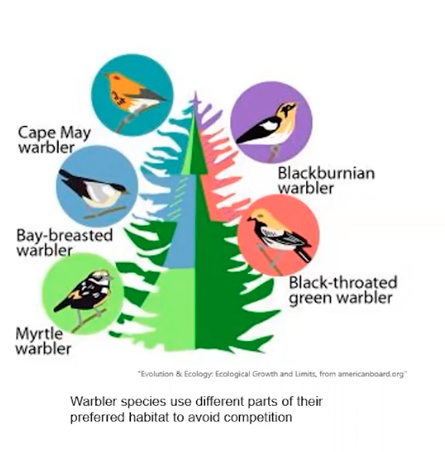 Cape May
warbler
Blackburnian
warbler
Bay-breasted
warbler
Black-throated
green warbler
Myrtle
warbler
"Evolution & Ecology: Ecological Growth and Limits, from americanboard.org"
Warbler species use different parts of their
preferred habitat to avoid competition